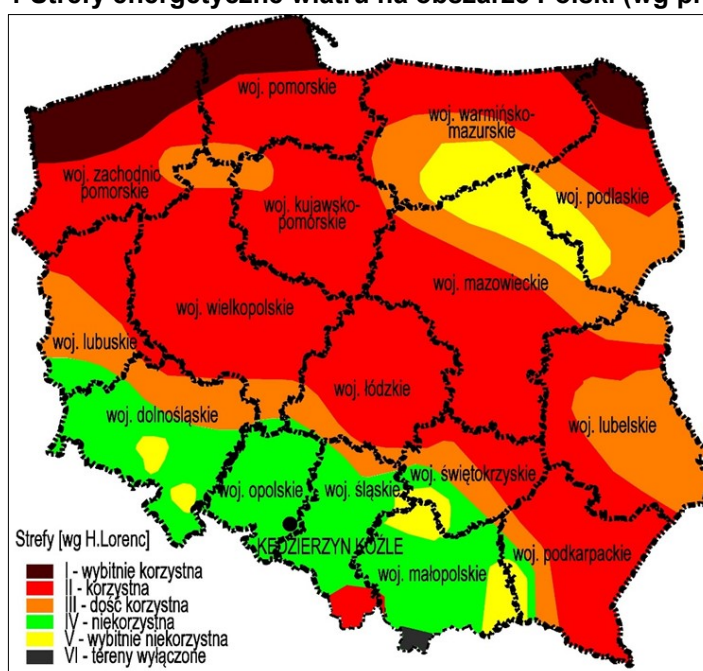 Strefy energetyczne wiatru na obszarze Polski (wg
woj. pomorskie
woj. warmińsko-
mazurskie
woj. zachodnio
pomorskie
woj. podlaskie
woj. kujawsko-
pomorskie
woj. mazowieckie
woj. wielkopolskie
woj. lubuskie
woj. łódzkie
woj. dolnośląskie
woj. lubelskie
woj. świętokrzyskie
woj. opolskie
woj. śląskie
KĘDZIERZYN KOŹLE
woj. podkarpackie
woj. małopolskie
Strefy [wg H.Lorenc]
I - wybitnie korzystna
II - korzystna
III - dość korzystna
IV - niekorzystna
V - wybitnie niekorzystna
VI - tereny wyłączone